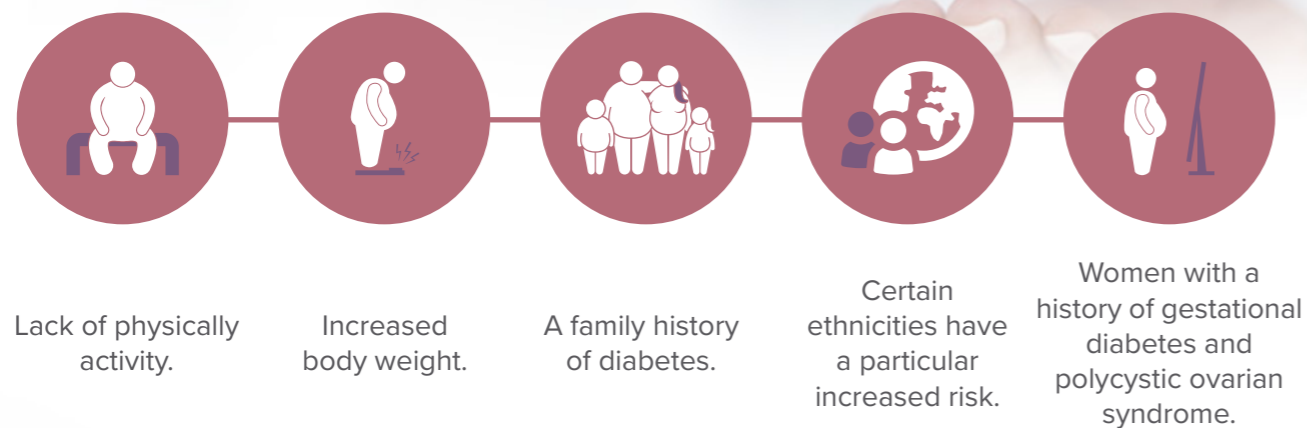 Lack of physically
activity.
Increased
body weight.
A family history
of diabetes.
Certain
ethnicities have
a particular
increased risk.
Women with a
history of gestational
diabetes and
polycystic ovarian
syndrome.